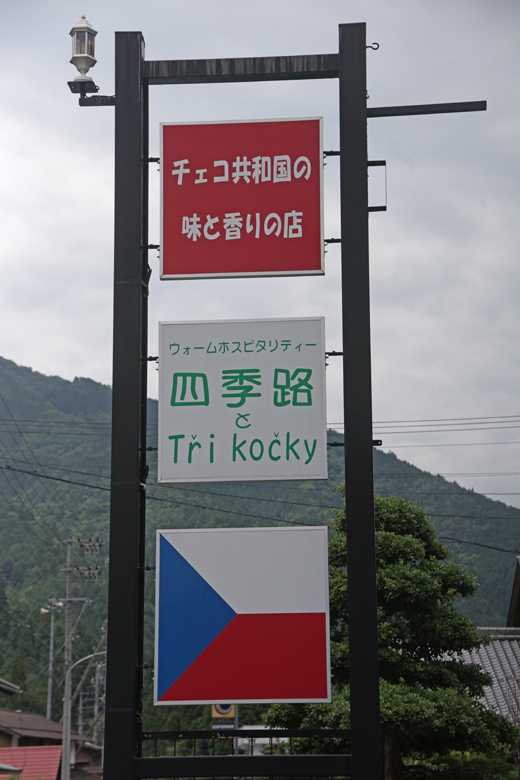 チェコ共和国の
味と香りの店
ウォームホスピタリティー
四季路
と
Tři kočky